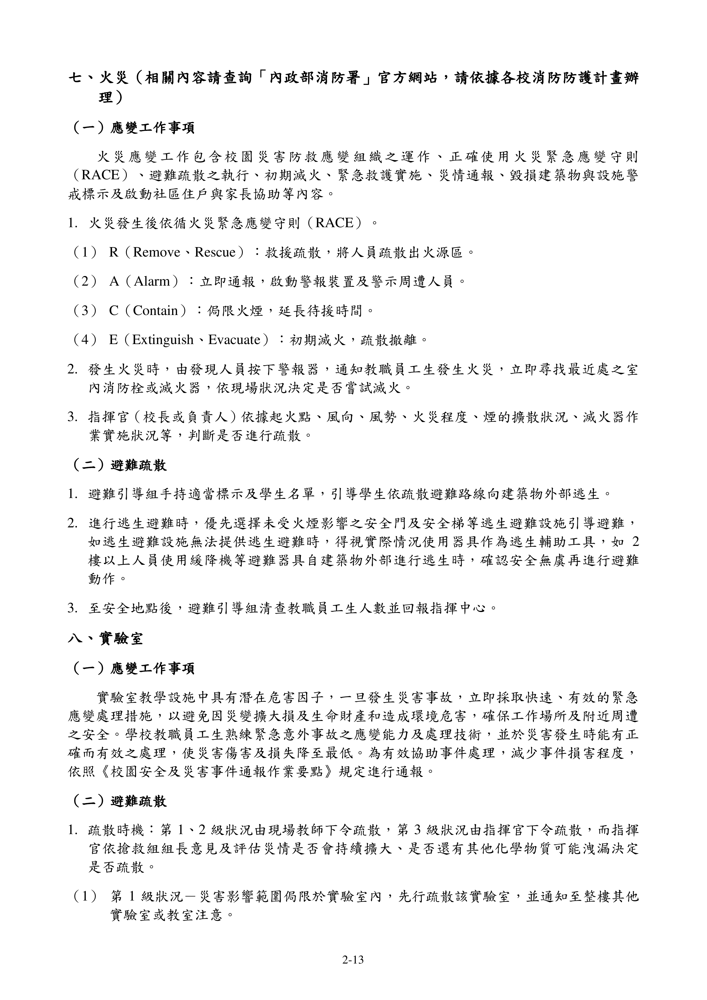 七、火災（相關內容請查詢「內政部消防署」官方網站，請依據各校消防防護計畫辦
理）
（一）應變工作事項
火災應變工作包含校園災害防救應變組織之運作、正確使用火災緊急應變守則
（RACE）、避難疏散之執行、初期滅火、緊急救護實施、災情通報、毀損建築物與設施警
戒標示及啟動社區住戶與家長協助等內容。
1. 火災發生後依循火災緊急應變守則（RACE）。
（1） R（Remove、Rescue）：救援疏散，將人員疏散出火源區。
（2） A（Alarm）：立即通報，啟動警報裝置及警示周遭人員。
（3） C（Contain）：侷限火煙，延長待援時間。
（4） E（Extinguish、Evacuate）：初期滅火，疏散撤離。
2. 發生火災時，由發現人員按下警報器，通知教職員工生發生火災，立即尋找最近處之室
內消防栓或滅火器，依現場狀況決定是否嘗試滅火。
3. 指揮官（校長或負責人）依據起火點、風向、風勢、火災程度、煙的擴散狀況、滅火器作
業實施狀況等，判斷是否進行疏散。
（二）避難疏散
1. 避難引導組手持適當標示及學生名單，引導學生依疏散避難路線向建築物外部逃生。
2. 進行逃生避難時，優先選擇未受火煙影響之安全門及安全梯等逃生避難設施引導避難，
如逃生避難設施無法提供逃生避難時，得視實際情況使用器具作為逃生輔助工具，如 2
樓以上人員使用緩降機等避難器具自建築物外部進行逃生時，確認安全無虞再進行避難
動作。
3. 至安全地點後，避難引導組清查教職員工生人數並回報指揮中心。
八、實驗室
（一）應變工作事項
實驗室教學設施中具有潛在危害因子，一旦發生災害事故，立即採取快速、有效的緊急
應變處理措施，以避免因災變擴大損及生命財產和造成環境危害，確保工作場所及附近周遭
之安全。學校教職員工生熟練緊急意外事故之應變能力及處理技術，並於災害發生時能有正
確而有效之處理，使災害傷害及損失降至最低。為有效協助事件處理，減少事件損害程度，
依照《校園安全及災害事件通報作業要點》規定進行通報。
（二）避難疏散
1. 疏散時機：第 1、2 級狀況由現場教師下令疏散，第 3 級狀況由指揮官下令疏散，而指揮
官依搶救組組長意見及評估災情是否會持續擴大、是否還有其他化學物質可能洩漏決定
是否疏散。
（1） 第 1 級狀況－災害影響範圍侷限於實驗室內，先行疏散該實驗室，並通知至整樓其他
實驗室或教室注意。
2-13